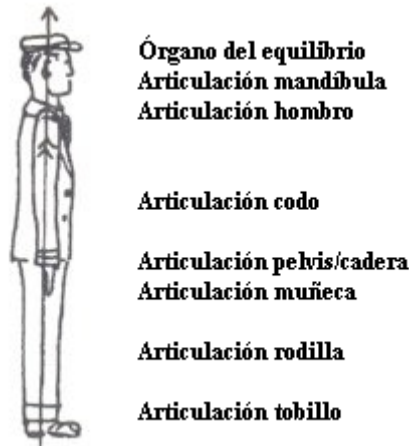 Órgano del equilibrio
Articulación mandíbula
Articulación hombro
Articulación codo
Articulación pelvis/cadera
Articulación muñeca
Articulación rodilla
Articulación tobillo